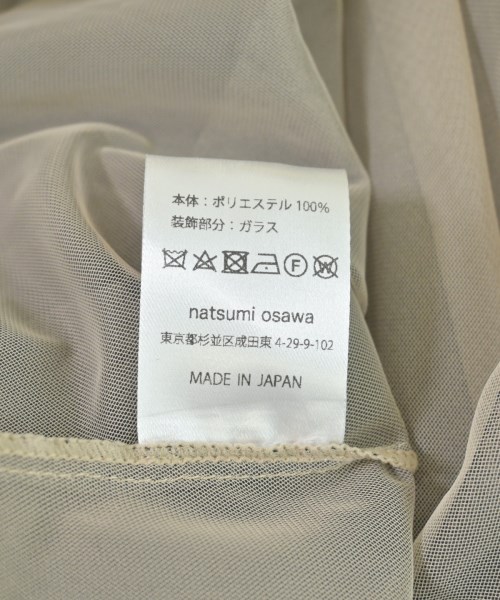 本体：ポリエステル 100%
装飾部分：ガラス
F W
natsumi osawa
東京都杉並区成田東 4-29-9-102
MADE IN JAPAN